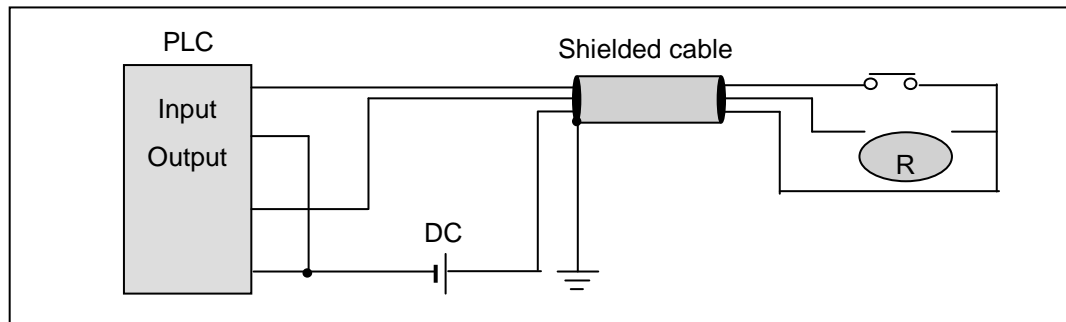 PLC
Shielded cable
Input
Output
R
DC